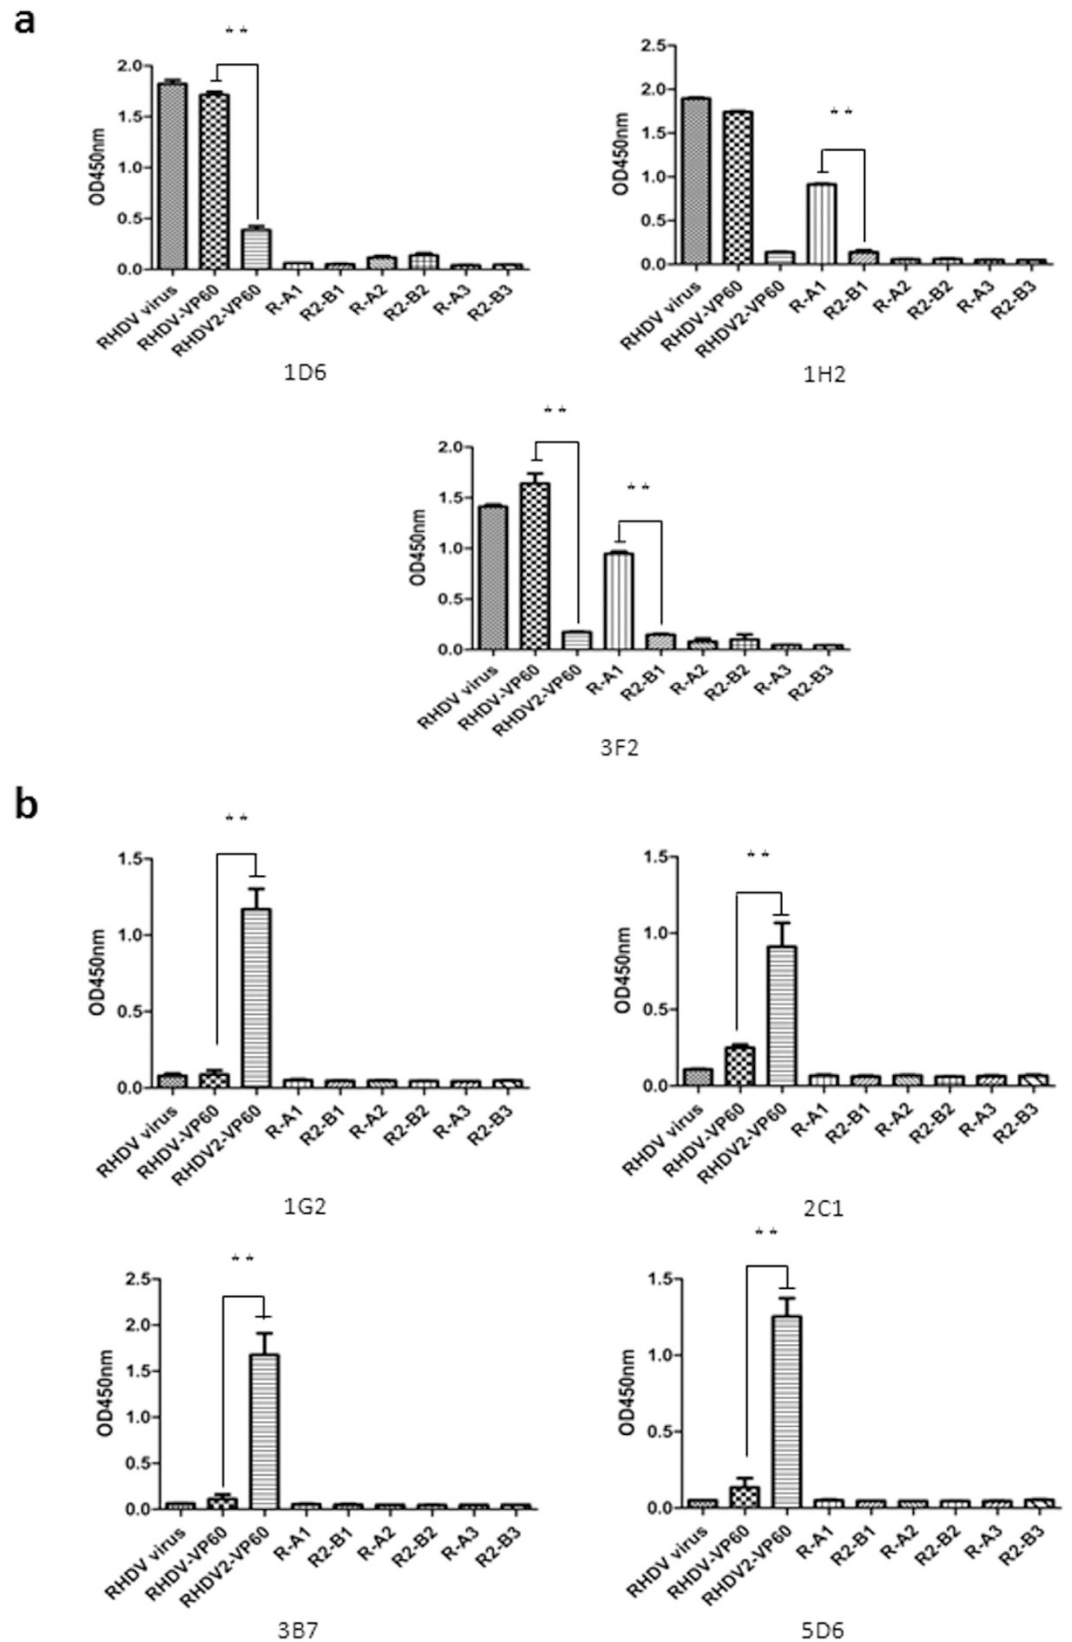 a
**
2.0
1.5
1.0
0.5
0.0
OD450nm
RHDV virus
RHDV-VP60
RHDV2-VP60
R-A1
R2-B1
R-A2
R2-B2
R-A3
R2-B3
1D6
**
2.5
2.0
1.5
1.0
0.5
0.0
OD450nm
RHDV virus
RHDV-VP60
RHDV2-VP60
R-A1
R2-B1
R-A2
R2-B2
R-A3
R2-B3
1H2
**
**
2.0
1.5
1.0
0.5
0.0
OD450nm
RHDV virus
RHDV-VP60
RHDV2-VP60
R-A1
R2-B1
R-A2
R2-B2
R-A3
R2-B3
3F2
b
**
1.5
1.0
0.5
0.0
OD450nm
RHDV virus
RHDV-VP60
RHDV2-VP60
R-A1
R2-B1
R-A2
R2-B2
R-A3
R2-B3
1G2
**
1.5
1.0
0.5
0.0
OD450nm
RHDV virus
RHDV-VP60
RHDV2-VP60
R-A1
R2-B1
R-A2
R2-B2
R-A3
R2-B3
2C1
**
2.5
2.0
1.5
1.0
0.5
0.0
OD450nm
RHDV virus
RHDV-VP60
RHDV2-VP60
R-A1
R2-B1
R-A2
R2-B2
R-A3
R2-B3
3B7
**
1.5
1.0
0.5
0.0
OD450nm
RHDV virus
RHDV-VP60
RHDV2-VP60
R-A1
R2-B1
R-A2
R2-B2
R-A3
R2-B3
5D6